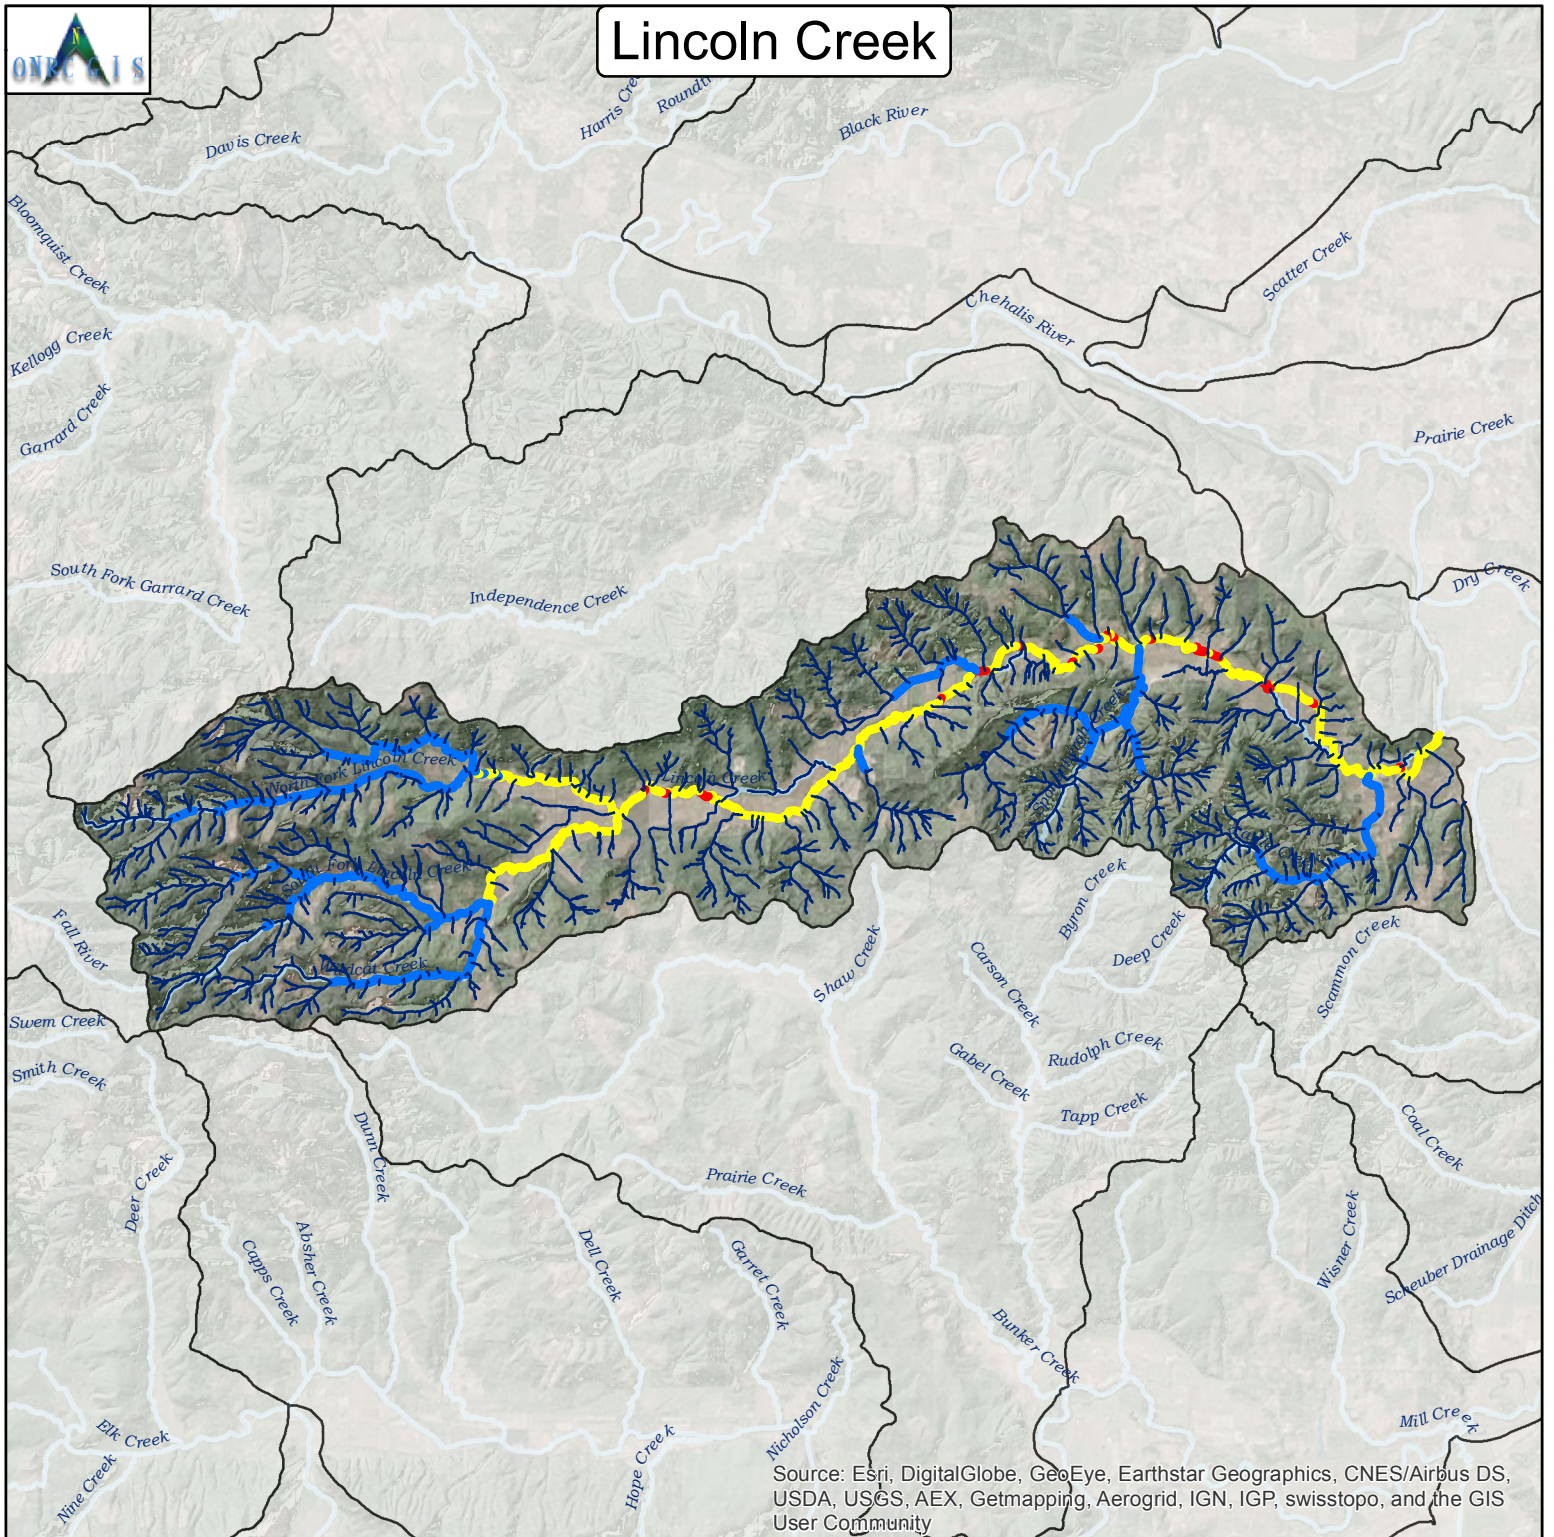 Lincoln Creek
N
ONRC GIS
Harris Cre
Roundtr
Black River
Davis Creek
Bloomquist Creek
Scatter Creek
Chehalis River
Kellogg Creek
Garrard Creek
Prairie Creek
South Fork Garrard Creek
Independence Creek
Dry Creek
North Fork Lincoln Creek
Lincoln Creek
South Fork Lincoln Creek
Wildcat Creek
Fall River
Shaw Creek
Byron Creek
Deep Creek
Carson Creek
Scammon Creek
Swem Creek
Smith Creek
Gabel Creek
Rudolph Creek
Tapp Creek
Coal Creek
Dunn Creek
Deer Creek
Prairie Creek
Absher Creek
Capps Creek
Dell Creek
Garret Creek
Wisner Creek
Scheuber Drainage Ditch
Bunker Creek
Nicholson Creek
Elk Creek
Nine Creek
Hope Creek
Mill Creek
Source: Esri, DigitalGlobe, GeoEye, Earthstar Geographics, CNES/Airbus DS,
USDA, USGS, AEX, Getmapping, Aerogrid, IGN, IGP, swisstopo, and the GIS
User Community